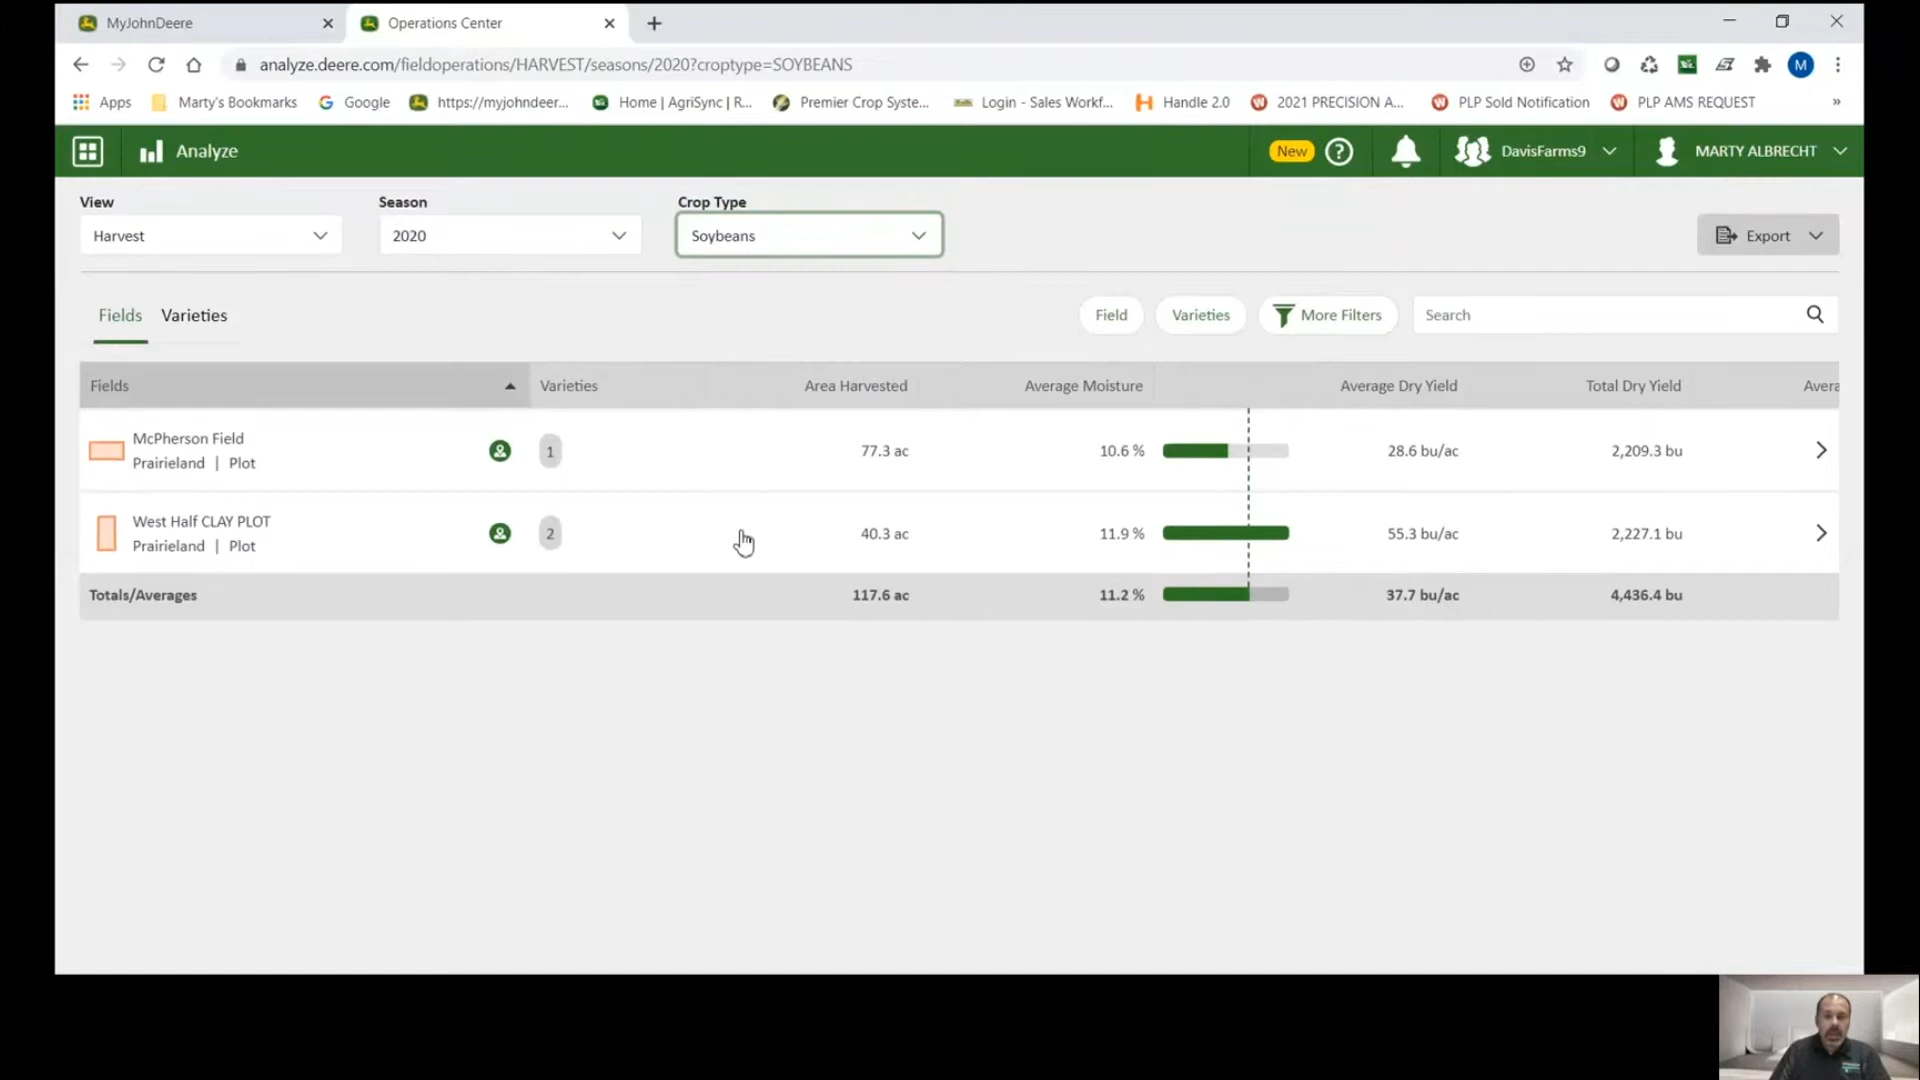 MyJohnDeere
Operations Center
analyze.deere.com/fieldoperations/HARVEST/seasons/2020?croptype=SOYBEANS
M
Apps
Marty's Bookmarks
Google
https://myjohndeer...
Home | AgriSync | R...
Premier Crop Syste...
Login - Sales Workf...
Handle 2.0
2021 PRECISION A...
PLP Sold Notification
PLP AMS REQUEST
»
Analyze
New
?
DavisFarms9
MARTY ALBRECHT
View
Season
Crop Type
Harvest
2020
Soybeans
Export
Fields
Varieties
Field
Varieties
More Filters
Search
Fields
Varieties
Area Harvested
Average Moisture
Average Dry Yield
Total Dry Yield
Avera
McPherson Field
Prairieland | Plot
1
77.3 ac
10.6 %
28.6 bu/ac
2,209.3 bu
West Half CLAY PLOT
Prairieland | Plot
2
40.3 ac
11.9 %
55.3 bu/ac
2,227.1 bu
Totals/Averages
117.6 ac
11.2 %
37.7 bu/ac
4,436.4 bu